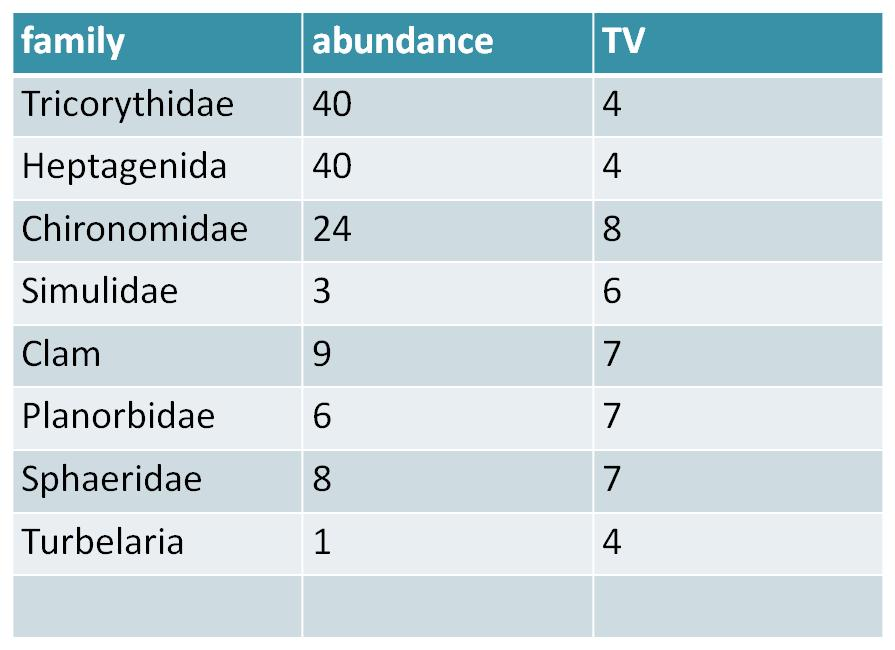 family abundance TV
Tricorythidae 40 4
Heptagenida 40 4
Chironomidae 24 8
Simulidae 3 6
Clam 9 7
Planorbidae 6 7
Sphaeridae 8 7
Turbelaria 1 4